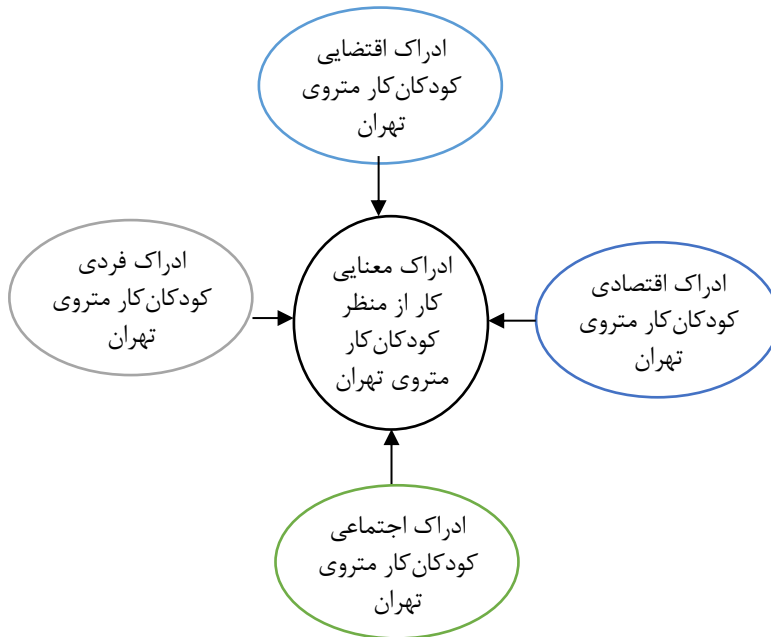 ادراک اقتضایی
کودکان‌کار متروی
تهران
ادراک اقتصادی
کودکان‌کار متروی
تهران
ادراک معنایی
کار از منظر
کودکان‌کار
متروی تهران
ادراک فردی
کودکان‌کار متروی
تهران
ادراک اجتماعی
کودکان‌کار متروی
تهران